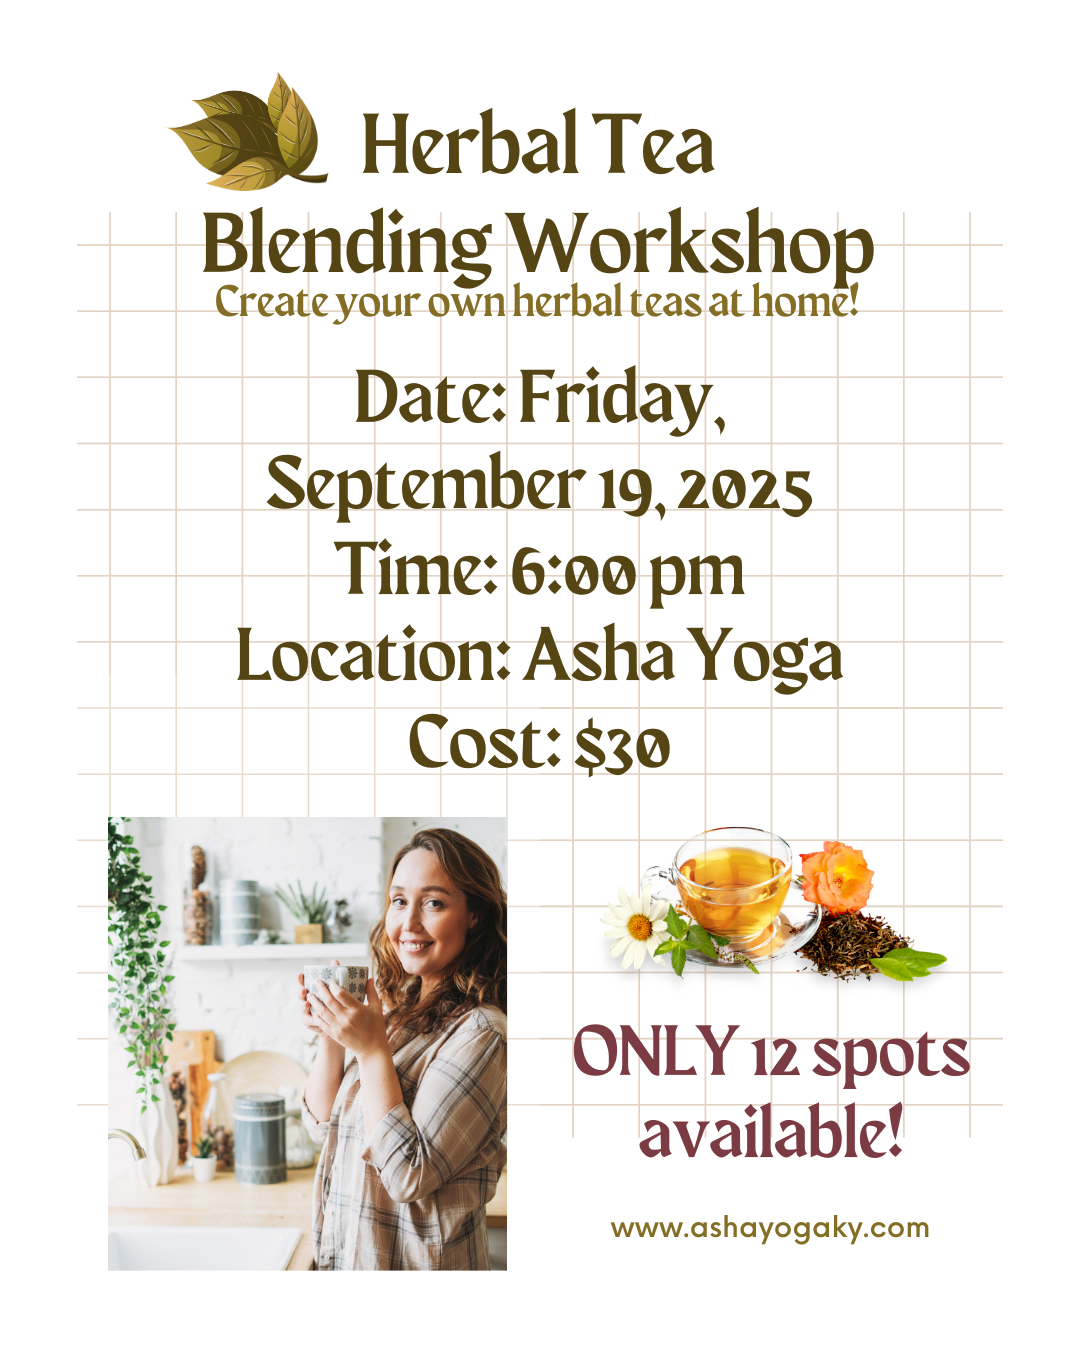 Herbal Tea
Blending Workshop
Create your own herbal teas at home!
Date: Friday,
September 19, 2025
Time: 6:00 pm
Location: Asha Yoga
Cost: $30
ONLY 12 spots
available!
www.ashayogaky.com